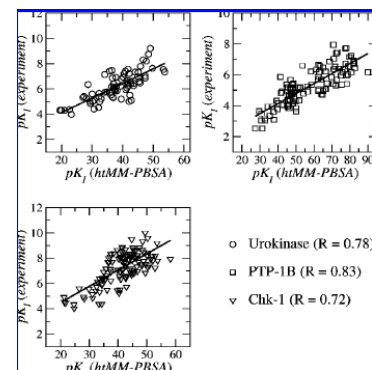 pK_I (experiment)
12
10
8
6
4
2
20 30 40 50 60
pK_I (htMM-PBSA)
pK_I (experiment)
8
6
4
2
20 30 40 50 60 70 80 90
pK_I (htMM-PBSA)
pK_I (experiment)
12
10
8
6
4
2
20 30 40 50 60
pK_I (htMM-PBSA)
Urokinase (R = 0.78)
PTP-1B (R = 0.83)
Chk-1 (R = 0.72)